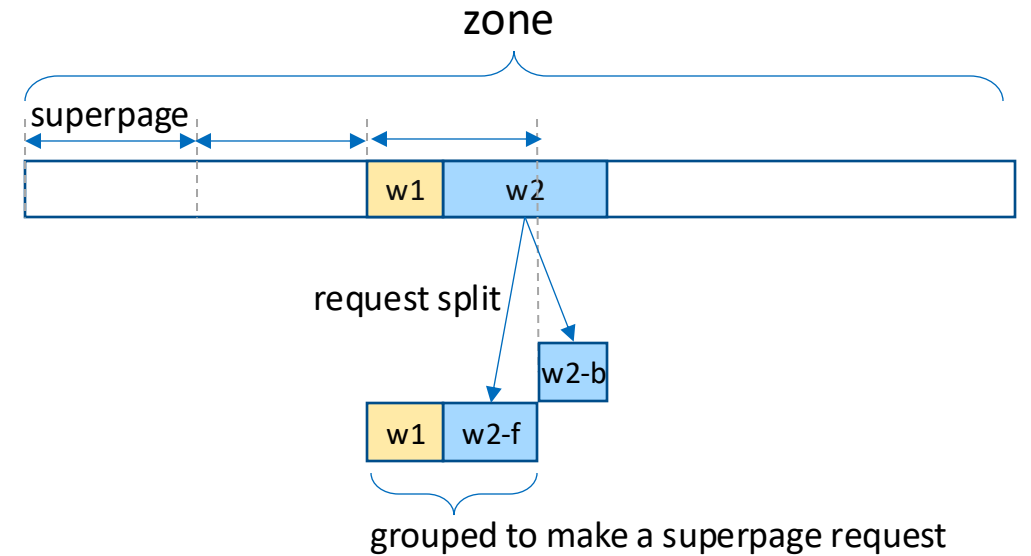 zone
superpage
w1
w2
request split
w2-b
w1
w2-f
grouped to make a superpage request